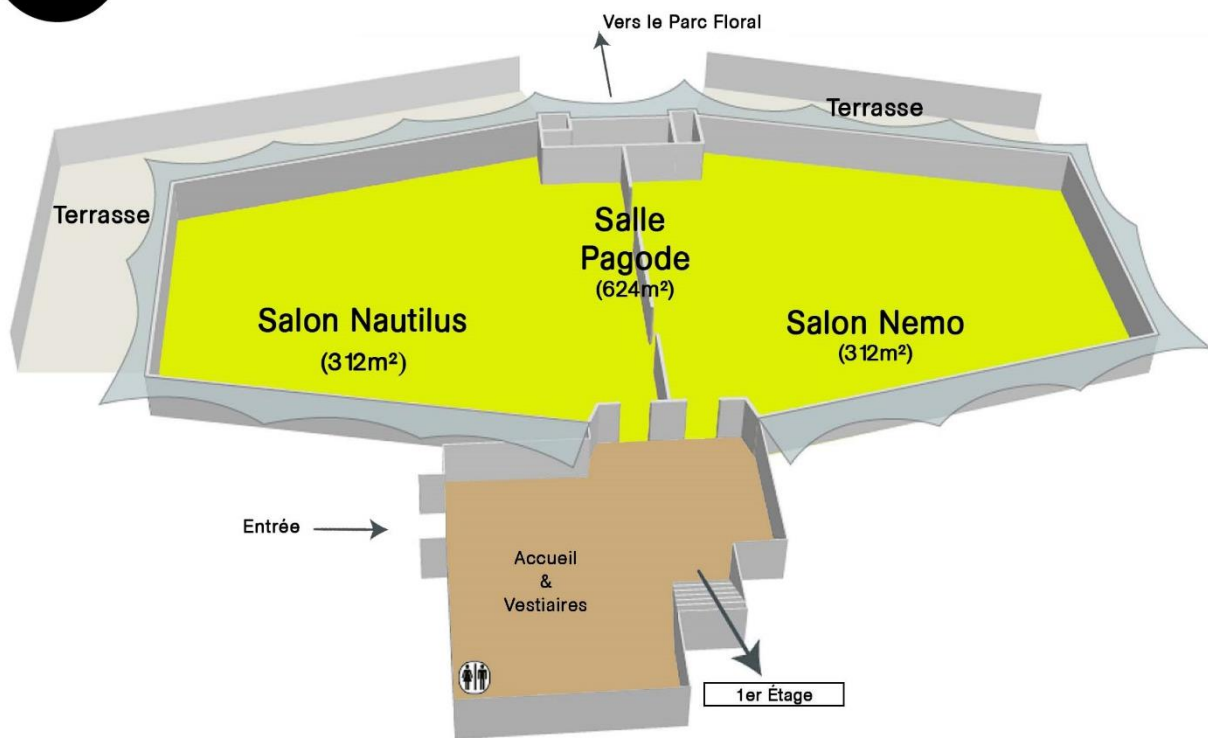 Vers le Parc Floral
Terrasse
Terrasse
Salle
Pagode
(624m²)
Salon Nautilus
(312m²)
Salon Nemo
(312m²)
Entrée
Accueil
&
Vestiaires
1er Étage